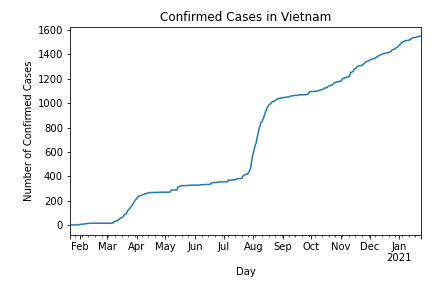 Confirmed Cases in Vietnam
1600
1400
1200
1000
800
600
400
200
0
Number of Confirmed Cases
Feb Mar Apr May Jun Jul Aug Sep Oct Nov Dec Jan
2021
Day